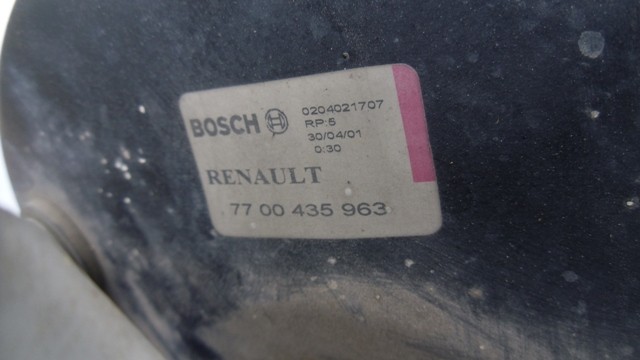 BOSCH 0204021707
RP:5
30/04/01
0:30
RENAULT
77 00 435 963